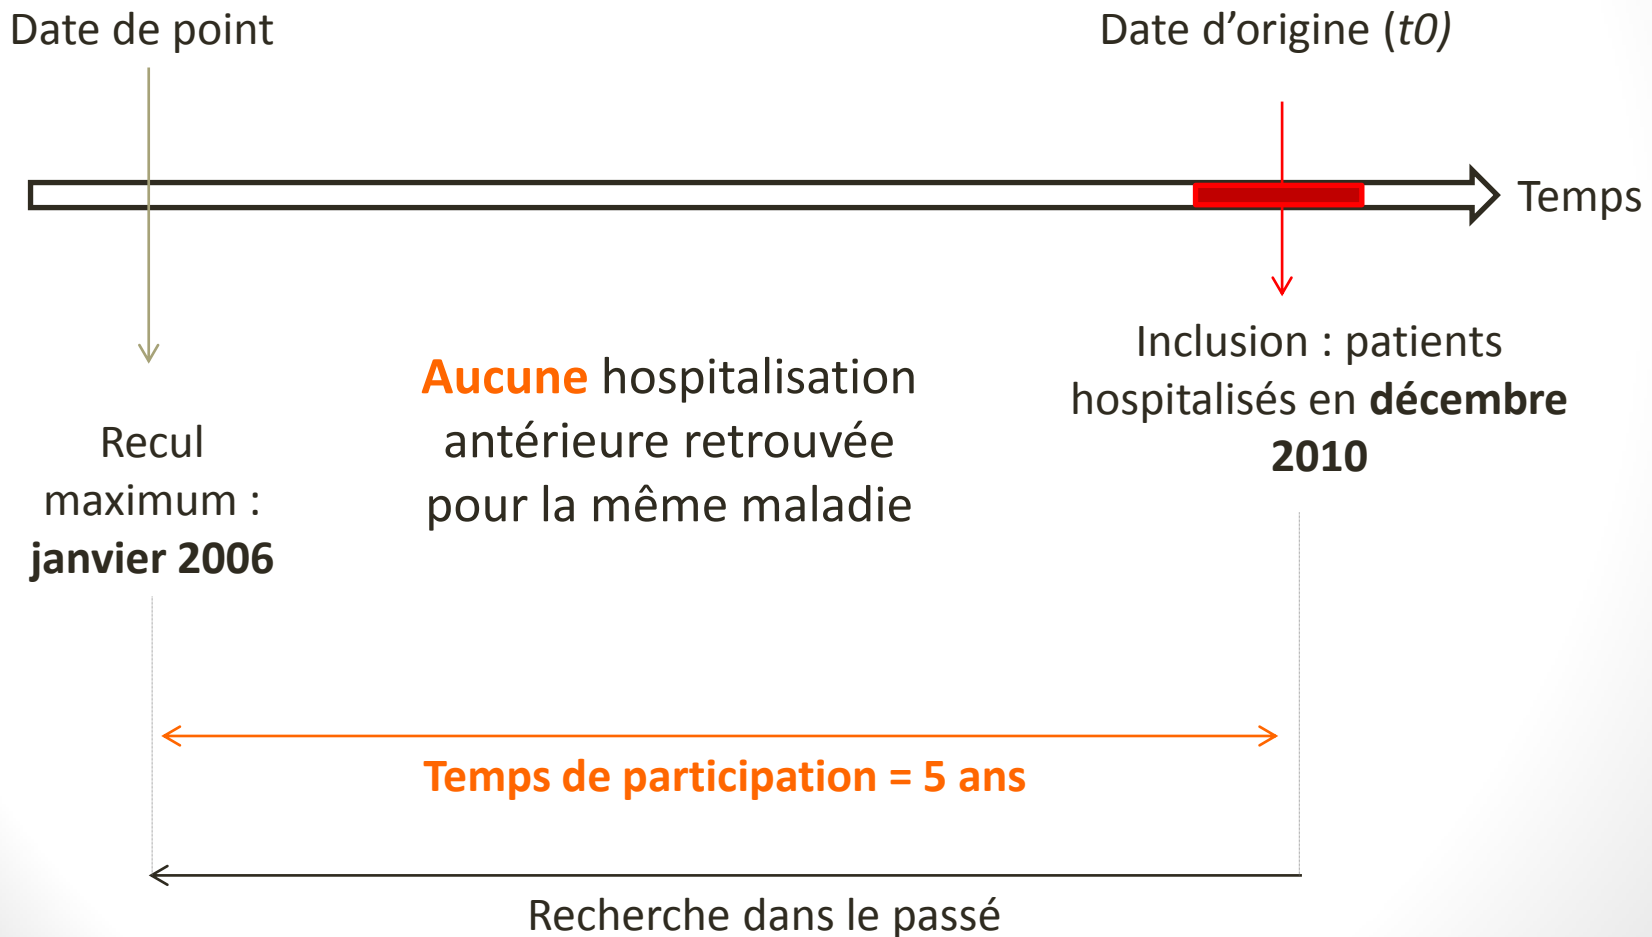 Date de point
Date d’origine (t0)
Temps
Recul
maximum :
janvier 2006
Aucune hospitalisation
antérieure retrouvée
pour la même maladie
Inclusion : patients
hospitalisés en décembre
2010
Temps de participation = 5 ans
Recherche dans le passé